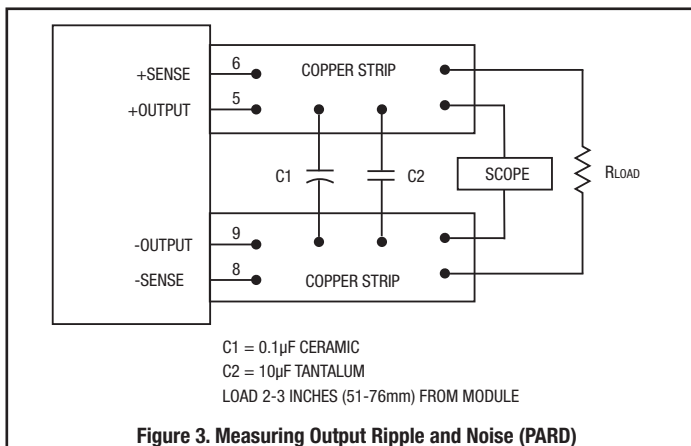 +SENSE 6
COPPER STRIP
+OUTPUT 5
C1
C2
SCOPE
RLOAD
-OUTPUT 9
-SENSE 8
COPPER STRIP
C1 = 0.1µF CERAMIC
C2 = 10µF TANTALUM
LOAD 2-3 INCHES (51-76mm) FROM MODULE
Figure 3. Measuring Output Ripple and Noise (PARD)